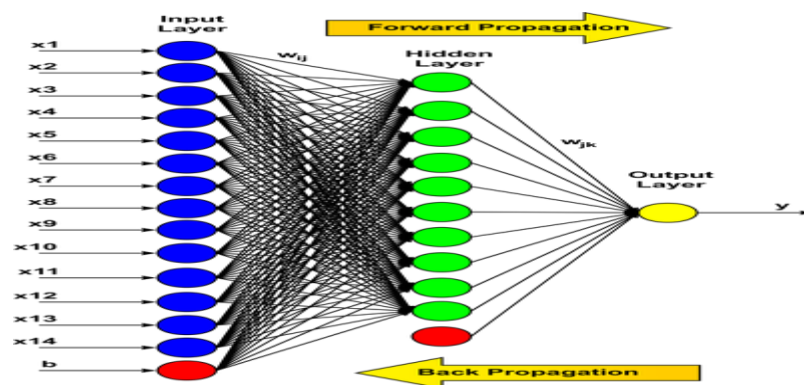 Input
Layer
Forward Propagation
x1
x2
x3
x4
x5
x6
x7
x8
x9
x10
x11
x12
x13
x14
b
wij
Hidden
Layer
wjk
Output
Layer
y
Back Propagation